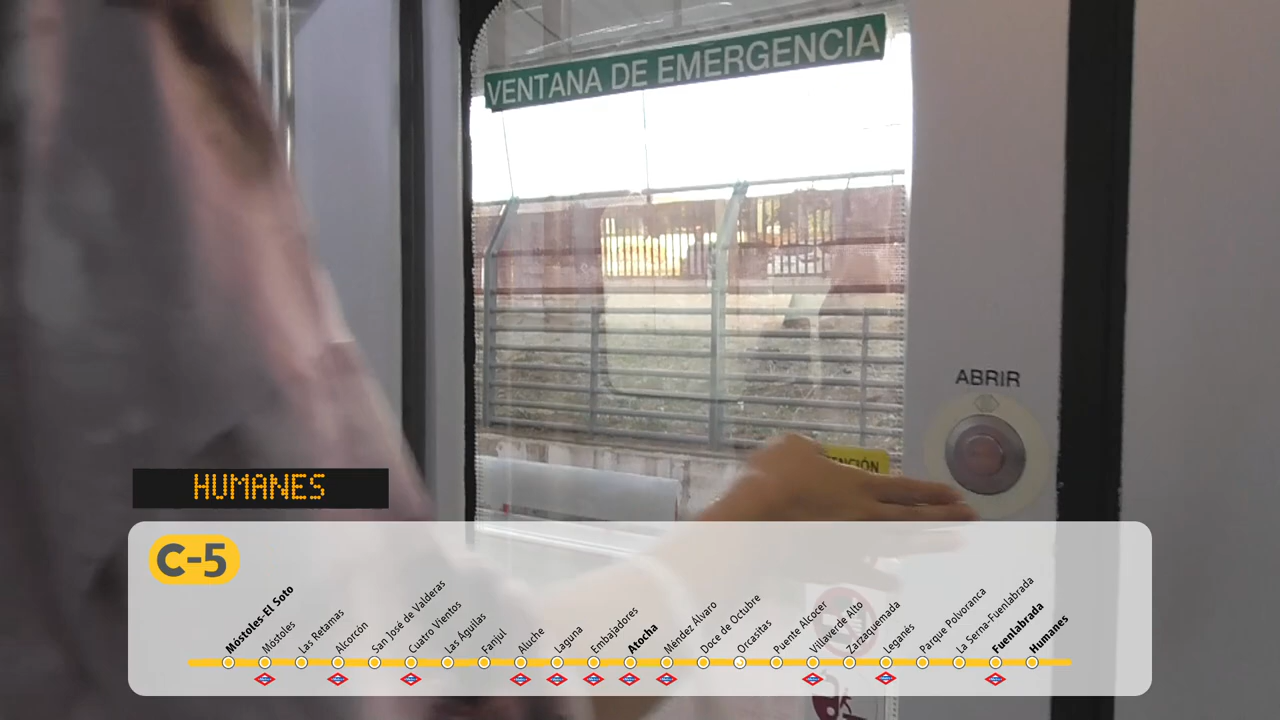 VENTANA DE EMERGENCIA
ABRIR
HUMANES
C-5
Móstoles-El Soto
Móstoles
Las Retamas
Alcorcón
San José de Valderas
Cuatro Vientos
Las Águilas
Fanjul
Aluche
Laguna
Embajadores
Atocha
Méndez Álvaro
Doce de Octubre
Orcasitas
Puente Alcocer
Villaverde Alto
Zarzaquemada
Leganés
Parque Polvoranca
La Serna-Fuenlabrada
Fuenlabrada
Humanes